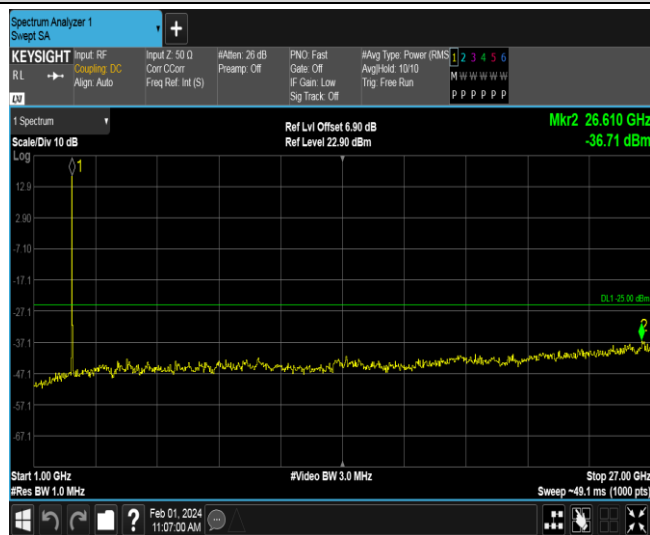 Spectrum Analyzer 1
Swept SA
+
KEYSIGHT
RL
LXI
Input: RF
Coupling: DC
Align: Auto
Input Z: 50 Ω
Corr CCorr
Freq Ref: Int (S)
#Atten: 26 dB
Preamp: Off
PNO: Fast
Gate: Off
IF Gain: Low
Sig Track: Off
#Avg Type: Power (RMS
Avg|Hold: 10/10
Trig: Free Run
1 2 3 4 5 6
M W W W W W
P P P P P P
1 Spectrum
Scale/Div 10 dB
Log
Ref Lvl Offset 6.90 dB
Ref Level 22.90 dBm
Mkr2 26.610 GHz
-36.71 dBm
1
12.9
2.90
-7.10
-17.1
DL1 -25.00 dBm
-27.1
2
-37.1
-47.1
-57.1
-67.1
Start 1.00 GHz
#Res BW 1.0 MHz
#Video BW 3.0 MHz
Stop 27.00 GHz
Sweep ~49.1 ms (1000 pts)
?
Feb 01, 2024
11:07:00 AM